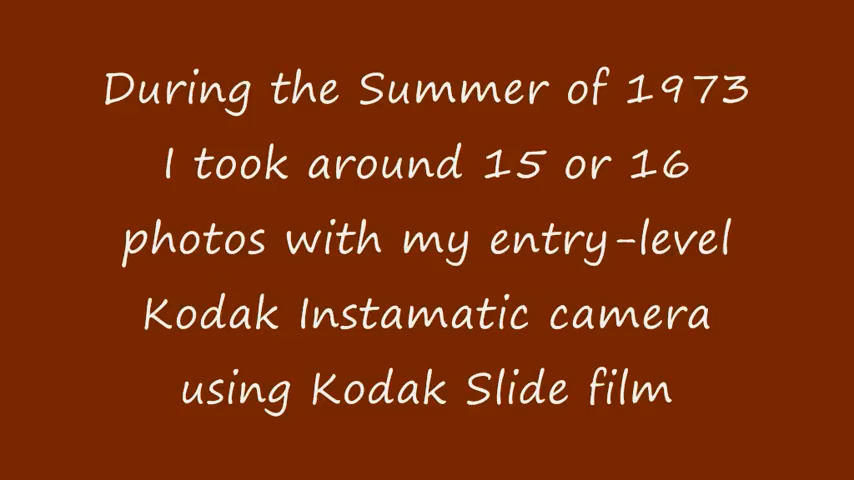 During the Summer of 1973
I took around 15 or 16
photos with my entry-level
Kodak Instamatic camera
using Kodak Slide film